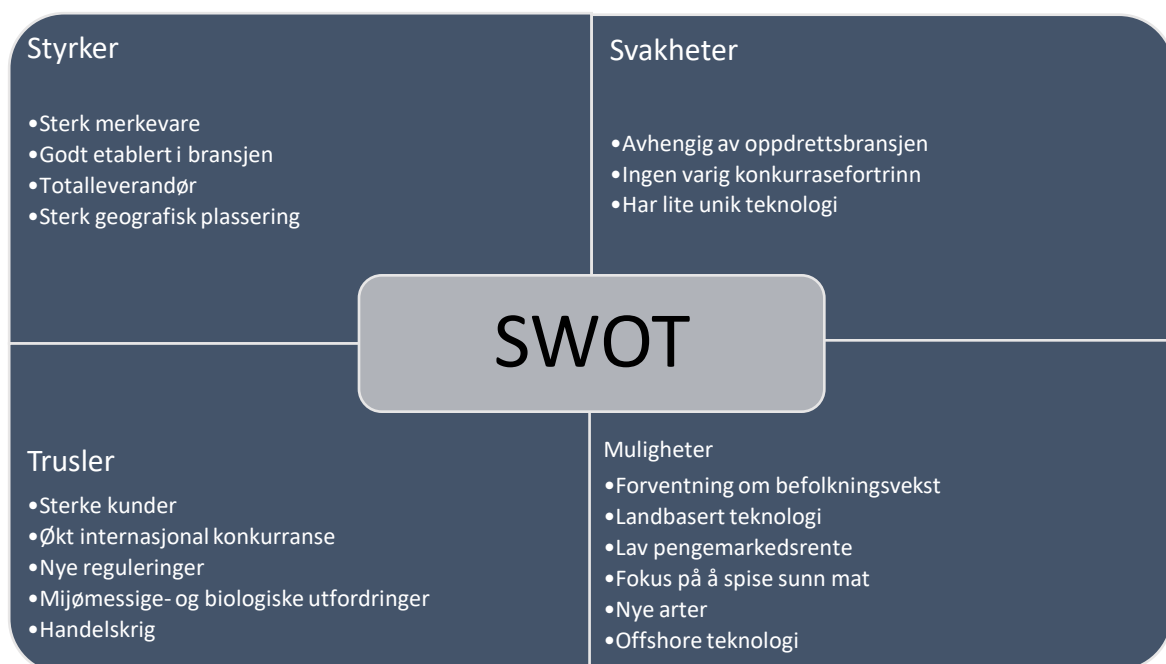 Styrker
•Sterk merkevare
•Godt etablert i bransjen
•Totalleverandør
•Sterk geografisk plassering
Svakheter
•Avhengig av oppdrettsbransjen
•Ingen varig konkurrasefortrinn
•Har lite unik teknologi
SWOT
Trusler
•Sterke kunder
•Økt internasjonal konkurranse
•Nye reguleringer
•Mijømessige- og biologiske utfordringer
•Handelskrig
Muligheter
•Forventning om befolkningsvekst
•Landbasert teknologi
•Lav pengemarkedsrente
•Fokus på å spise sunn mat
•Nye arter
•Offshore teknologi